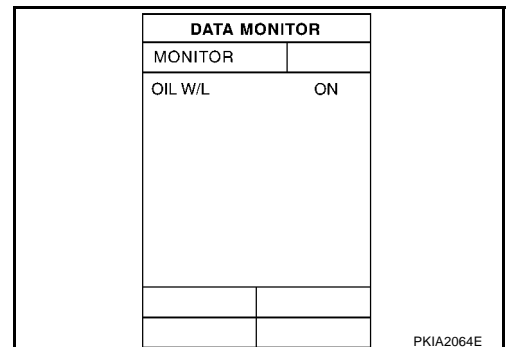 DATA MONITOR
MONITOR
OIL W/L ON
PKIA2064E